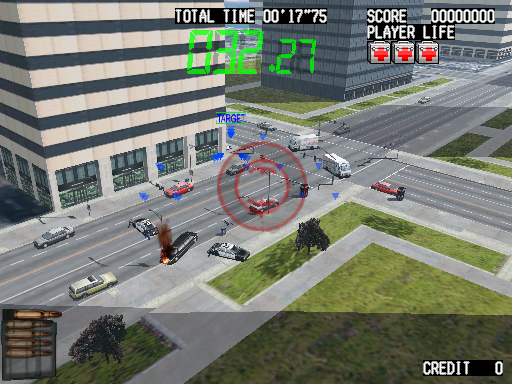 TOTAL TIME 00'17"75
SCORE 00000000
PLAYER LIFE
032.27
TARGET
CREDIT 0